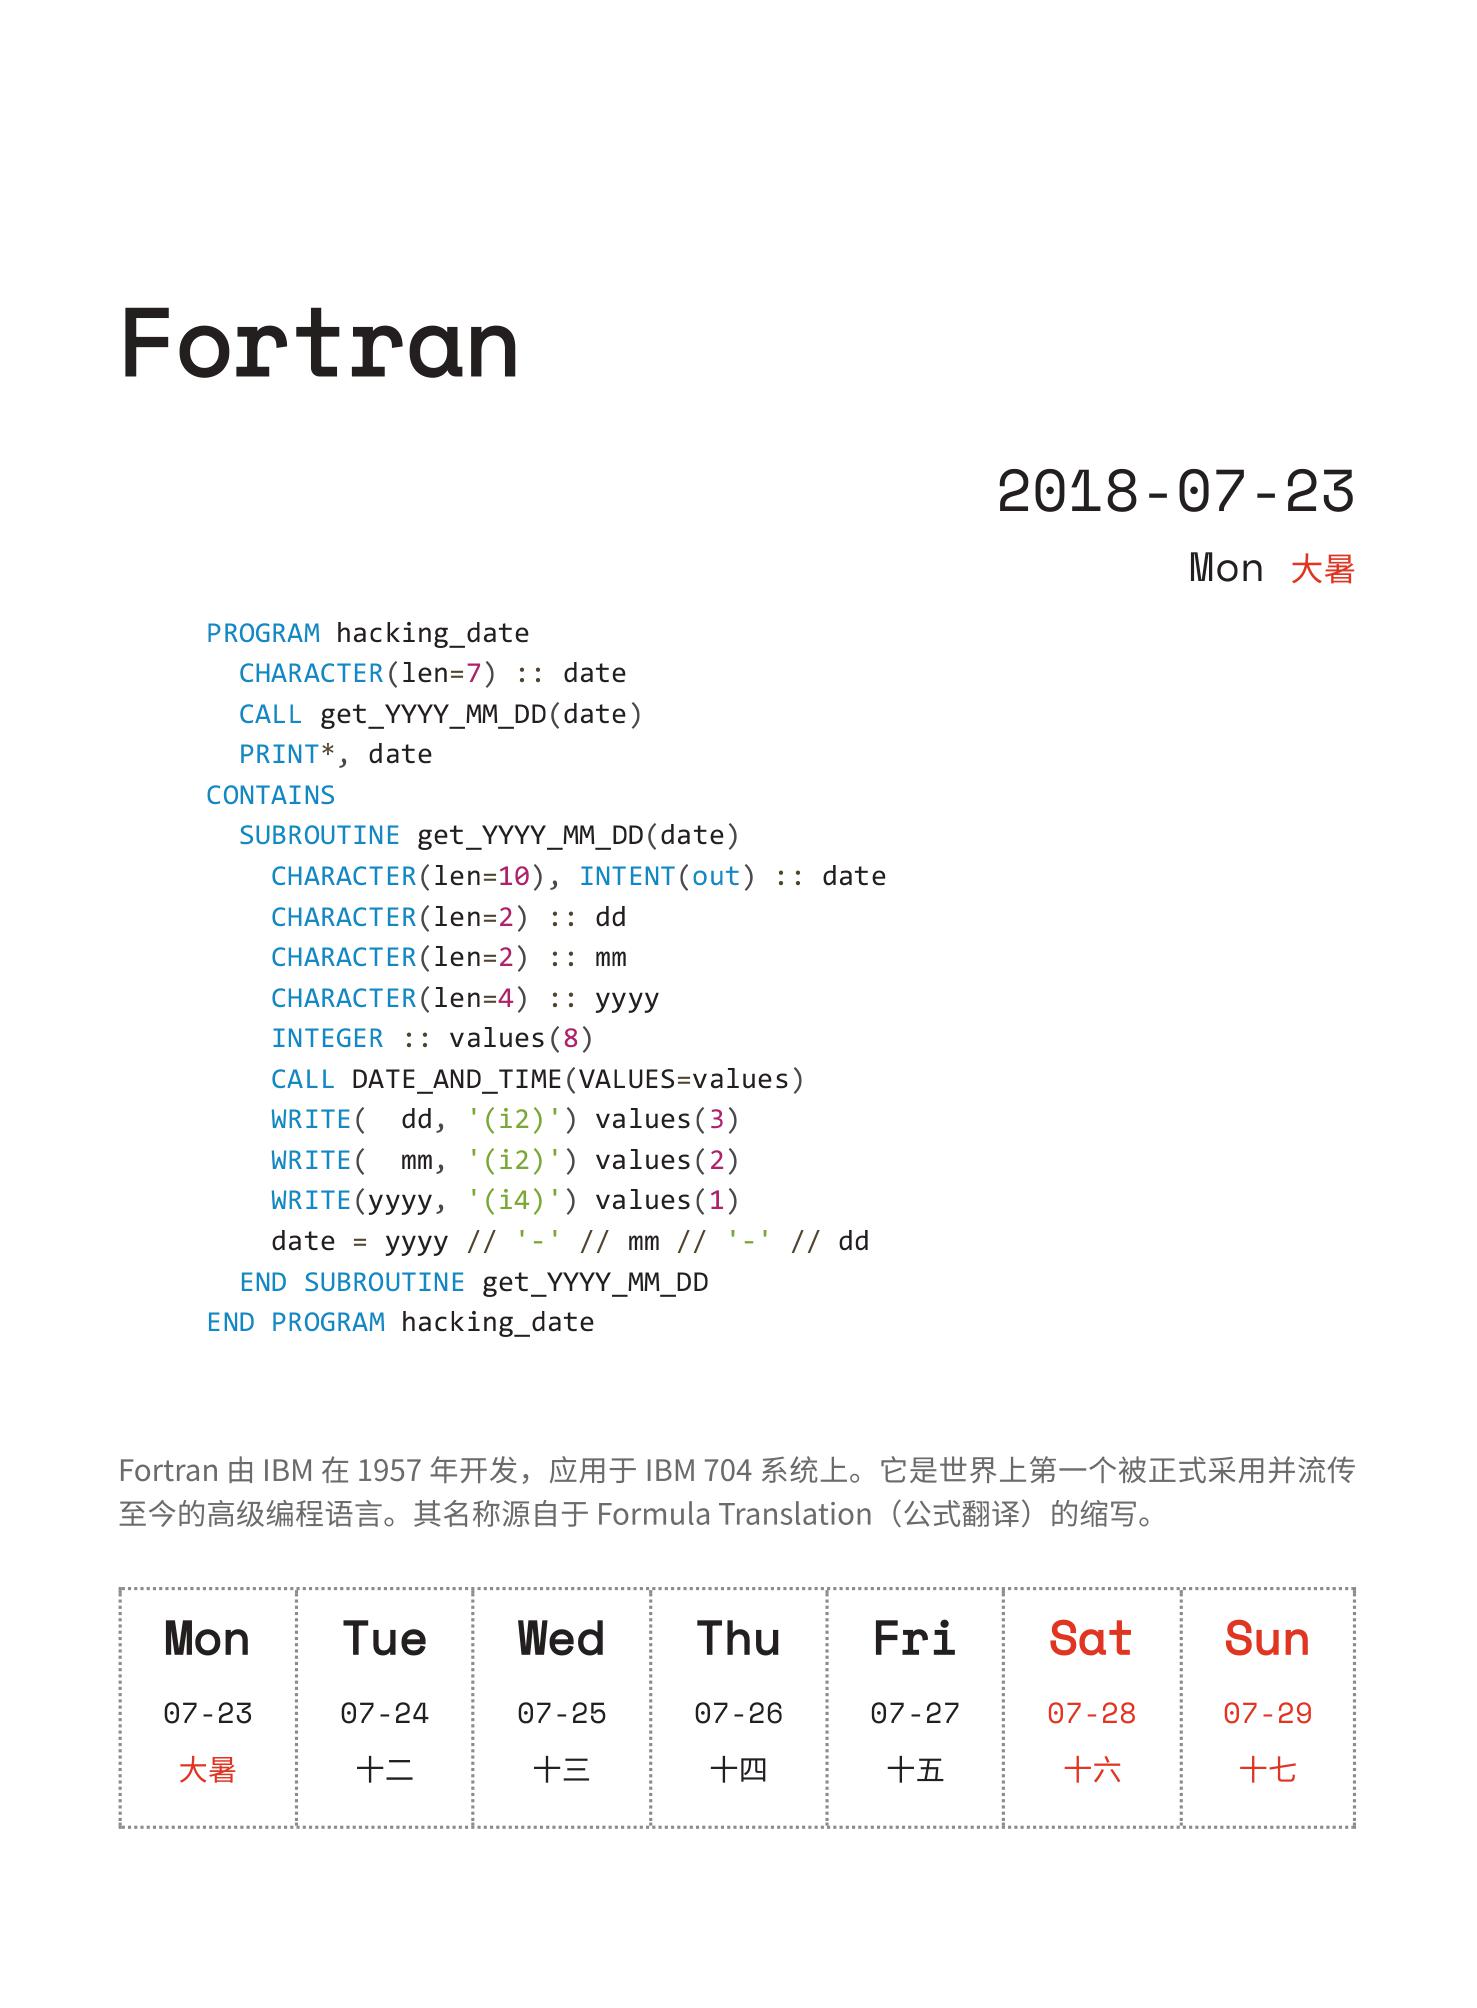 Fortran
2018-07-23
Mon 大暑
PROGRAM hacking_date
  CHARACTER(len=7) :: date
  CALL get_YYYY_MM_DD(date)
  PRINT*, date
CONTAINS
  SUBROUTINE get_YYYY_MM_DD(date)
    CHARACTER(len=10), INTENT(out) :: date
    CHARACTER(len=2) :: dd
    CHARACTER(len=2) :: mm
    CHARACTER(len=4) :: yyyy
    INTEGER :: values(8)
    CALL DATE_AND_TIME(VALUES=values)
    WRITE(  dd, '(i2)') values(3)
    WRITE(  mm, '(i2)') values(2)
    WRITE(yyyy, '(i4)') values(1)
    date = yyyy // '-' // mm // '-' // dd
  END SUBROUTINE get_YYYY_MM_DD
END PROGRAM hacking_date
Fortran 由 IBM 在 1957 年开发，应用于 IBM 704 系统上。它是世界上第一个被正式采用并流传
至今的高级编程语言。其名称源自于 Formula Translation（公式翻译）的缩写。
Mon Tue Wed Thu Fri Sat Sun
07-23 07-24 07-25 07-26 07-27 07-28 07-29
大暑 十二 十三 十四 十五 十六 十七